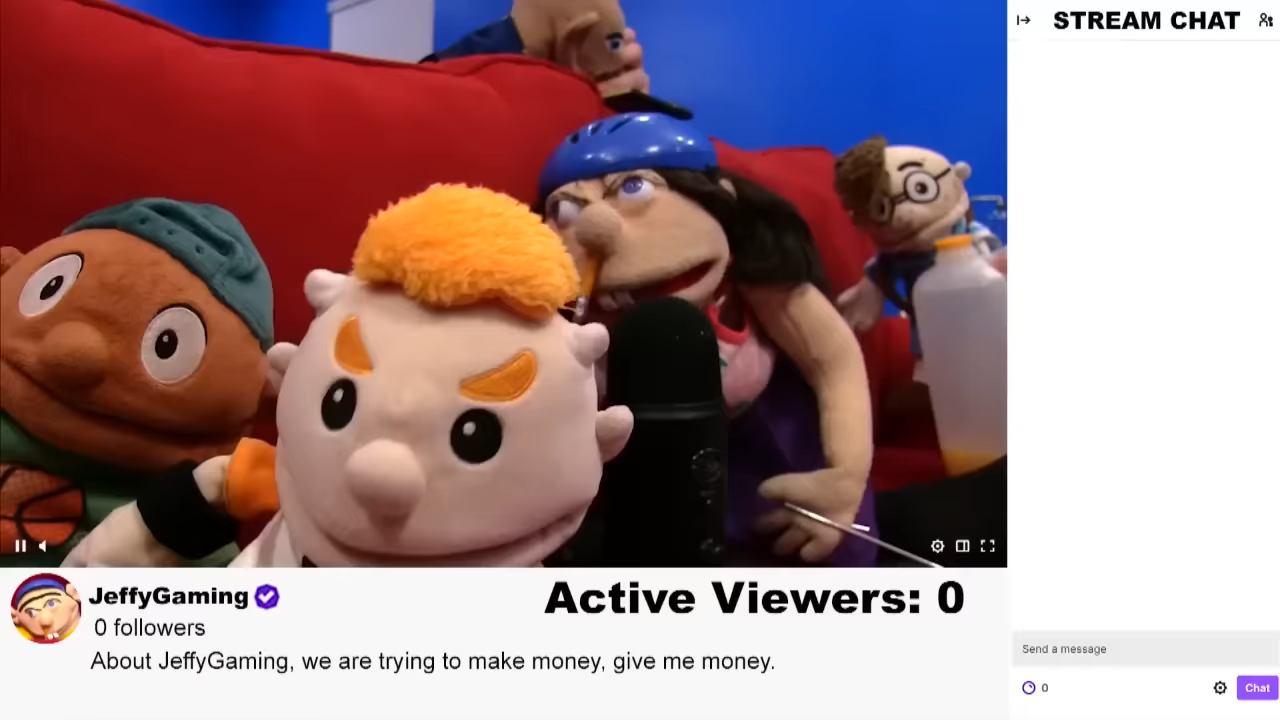 STREAM CHAT
JeffyGaming
Active Viewers: 0
0 followers
About JeffyGaming, we are trying to make money, give me money.
Send a message
0
Chat